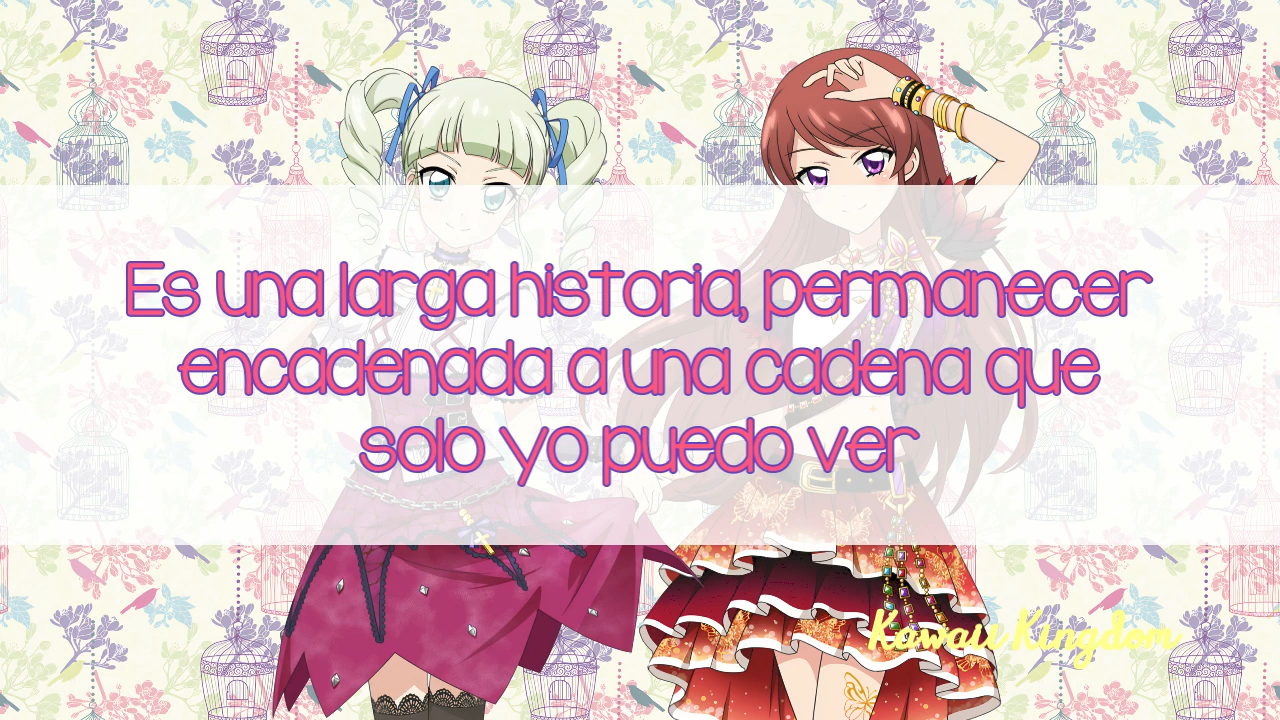 Es una larga historia, permanecer
encadenada a una cadena que
solo yo puedo ver
Kawaii Kingdom